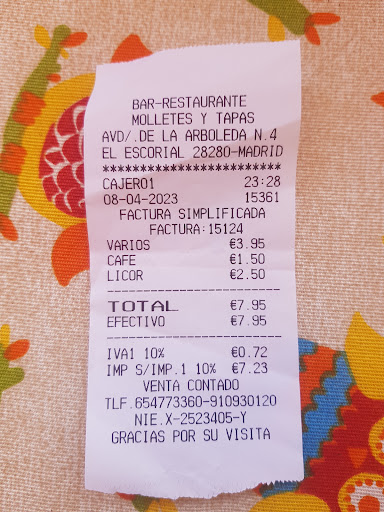 BAR-RESTAURANTE
MOLLETES Y TAPAS
AVD/.DE LA ARBOLEDA N.4
EL ESCORIAL 28280-MADRID
************************
CAJERO1 23:28
08-04-2023 15361
FACTURA SIMPLIFICADA
FACTURA:15124
VARIOS €3.95
CAFE €1.50
LICOR €2.50
------------------------
TOTAL €7.95
EFECTIVO €7.95
------------------------
IVA1 10% €0.72
IMP S/IMP.1 10% €7.23
VENTA CONTADO
TLF.654773360-910930120
NIE.X-2523405-Y
GRACIAS POR SU VISITA